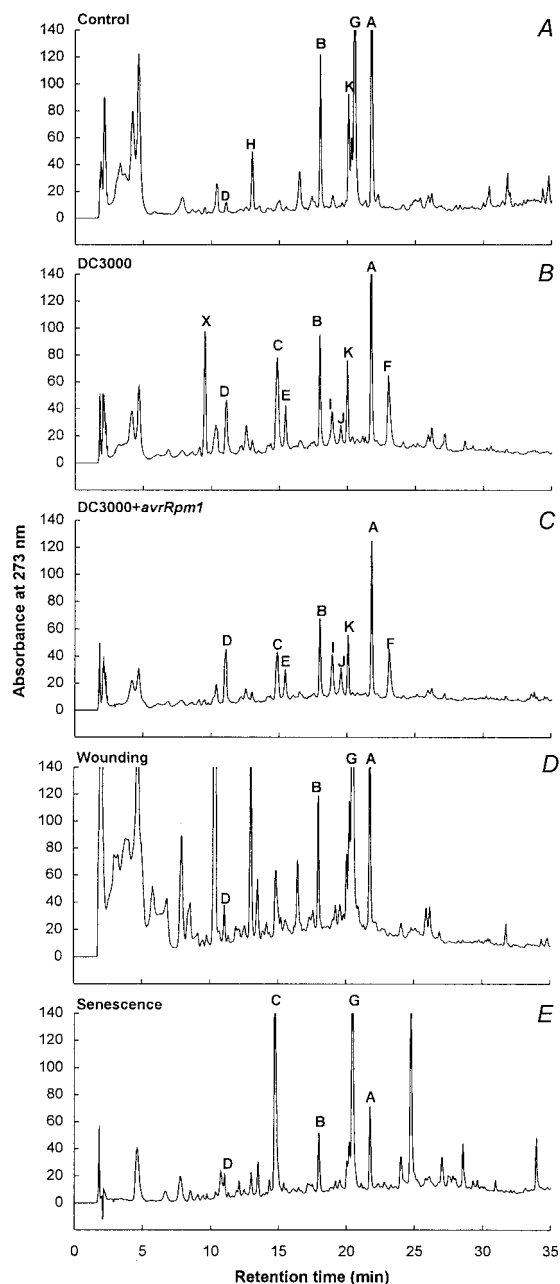 Control
A
140
120
100
80
60
40
20
0
D
H
B
K
G
A
DC3000
B
140
120
100
80
60
40
20
0
X
D
C
E
B
I
J
K
A
F
DC3000+avrRpm1
C
140
120
100
80
60
40
20
0
D
C
E
B
I
J
K
A
F
Wounding
D
140
120
100
80
60
40
20
0
D
B
G
A
Senescence
E
140
120
100
80
60
40
20
0
D
C
B
G
A
0 5 10 15 20 25 30 35
Absorbance at 273 nm
Retention time (min)